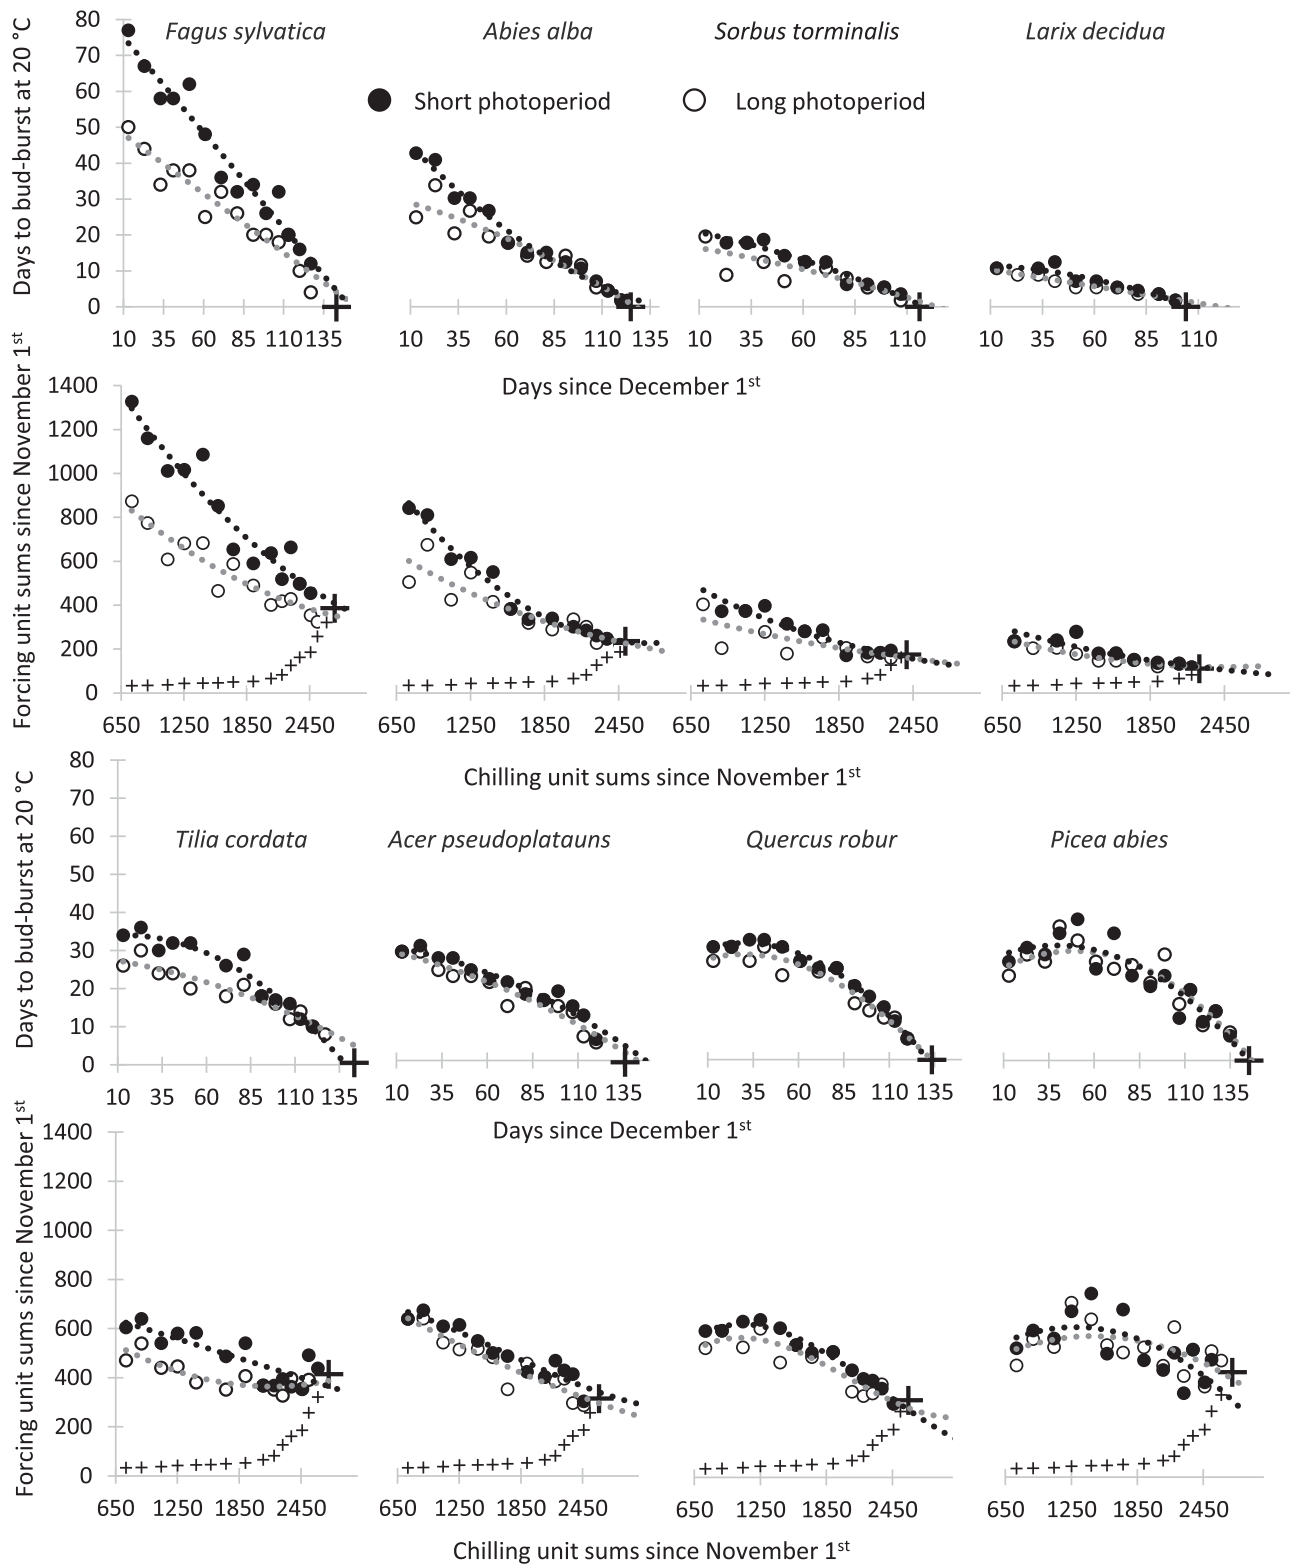 Fagus sylvatica Abies alba Sorbus torminalis Larix decidua
Short photoperiod Long photoperiod
Days to bud-burst at 20 °C
80
70
60
50
40
30
20
10
0
10 35 60 85 110 135 10 35 60 85 110 135 10 35 60 85 110 10 35 60 85 110
Days since December 1st
Forcing unit sums since November 1st
1400
1200
1000
800
600
400
200
0
650 1250 1850 2450 650 1250 1850 2450 650 1250 1850 2450 650 1250 1850 2450
Chilling unit sums since November 1st
Days to bud-burst at 20 °C
80
70
60
50
40
30
20
10
0
Tilia cordata Acer pseudoplatauns Quercus robur Picea abies
10 35 60 85 110 135 10 35 60 85 110 135 10 35 60 85 110 135 10 35 60 85 110 135
Days since December 1st
Forcing unit sums since November 1st
1400
1200
1000
800
600
400
200
0
650 1250 1850 2450 650 1250 1850 2450 650 1250 1850 2450 650 1250 1850 2450
Chilling unit sums since November 1st